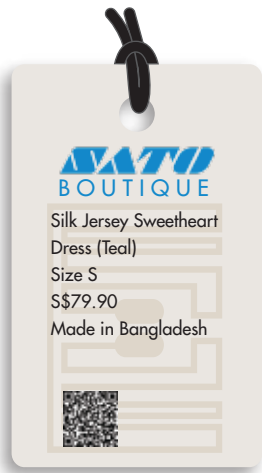 SATO
BOUTIQUE
Silk Jersey Sweetheart
Dress (Teal)
Size S
S$79.90
Made in Bangladesh